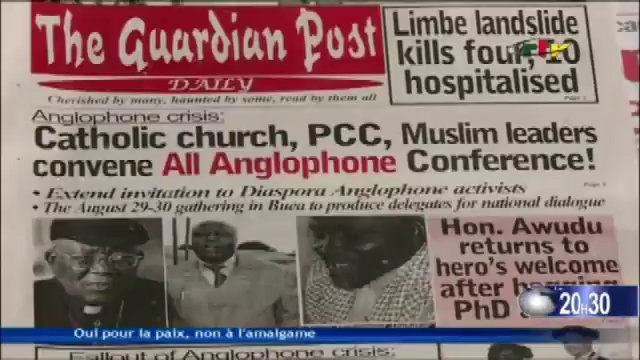 The Guardian Post
DAILY
Cherished by many, haunted by some, read by them all
Limbe landslide
kills four, 10
hospitalised
Anglophone crisis:
Catholic church, PCC, Muslim leaders
convene All Anglophone Conference!
• Extend invitation to Diaspora Anglophone activists
• The August 29-30 gathering in Buea to produce delegates for national dialogue
Hon. Awudu
returns to
hero's welcome
after
PhD
20H30
Oui pour la paix, non à l'amalgame
Fallout of Anglophone crisis: